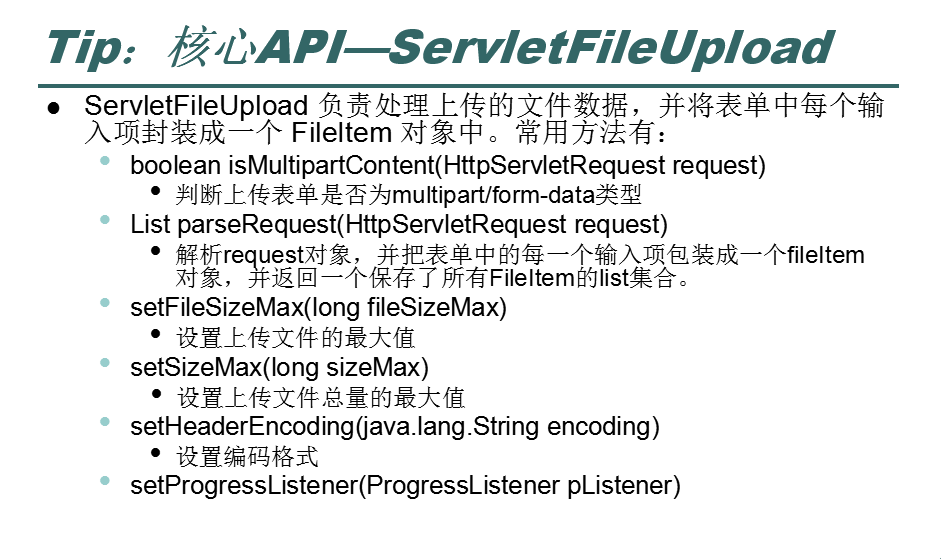 Tip：核心API—ServletFileUpload
ServletFileUpload 负责处理上传的文件数据，并将表单中每个输
入项封装成一个 FileItem 对象中。常用方法有：
boolean isMultipartContent(HttpServletRequest request)
判断上传表单是否为multipart/form-data类型
List parseRequest(HttpServletRequest request)
解析request对象，并把表单中的每一个输入项包装成一个fileItem
对象，并返回一个保存了所有FileItem的list集合。
setFileSizeMax(long fileSizeMax)
设置上传文件的最大值
setSizeMax(long sizeMax)
设置上传文件总量的最大值
setHeaderEncoding(java.lang.String encoding)
设置编码格式
setProgressListener(ProgressListener pListener)